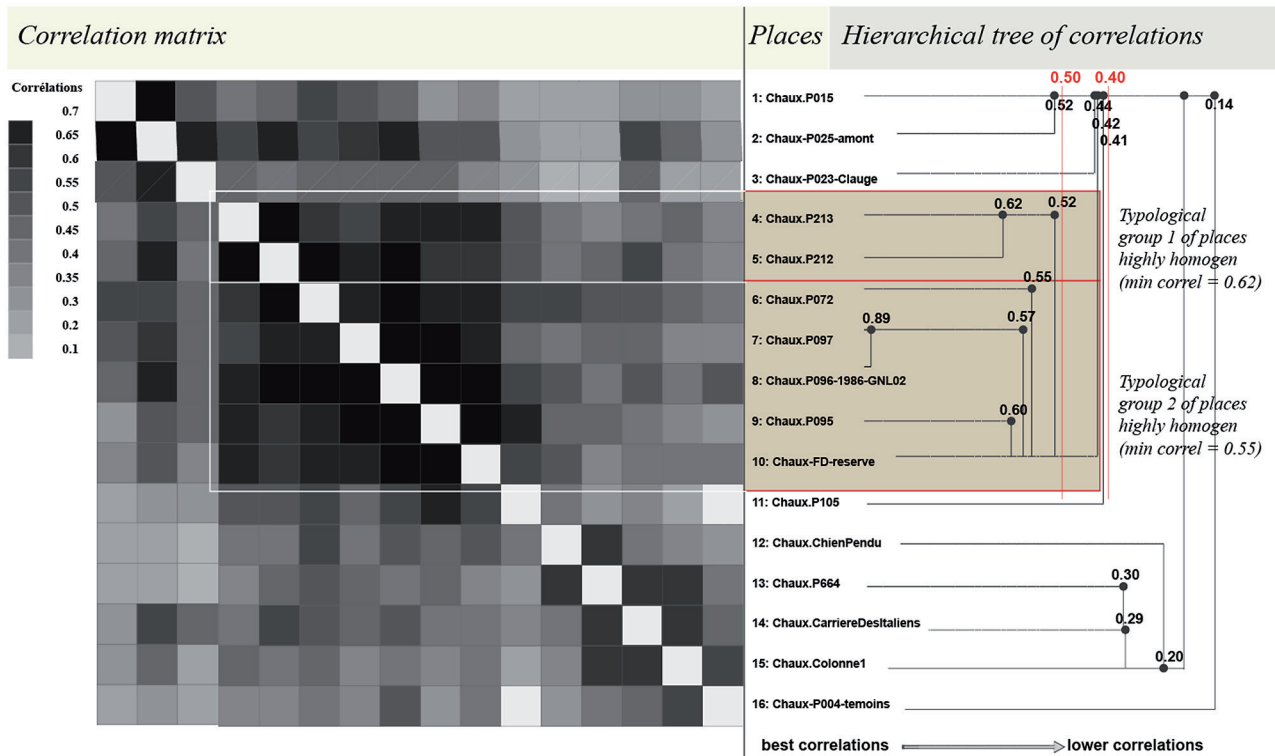 Correlation matrix
Places
Hierarchical tree of correlations
Corrélations
0.7
0.65
0.6
0.55
0.5
0.45
0.4
0.35
0.3
0.2
0.1
0.50
0.40
1: Chaux.P015
0.52
0.44
0.14
0.42
2: Chaux-P025-amont
0.41
3: Chaux-P023-Clauge
0.62
0.52
4: Chaux.P213
5: Chaux.P212
Typological
group 1 of places
highly homogen
(min correl = 0.62)
0.55
6: Chaux.P072
0.89
0.57
7: Chaux.P097
8: Chaux.P096-1986-GNL02
0.60
9: Chaux.P095
10: Chaux-FD-reserve
Typological
group 2 of places
highly homogen
(min correl = 0.55)
11: Chaux.P105
12: Chaux.ChienPendu
0.30
13: Chaux.P664
0.29
14: Chaux.CarriereDesItaliens
0.20
15: Chaux.Colonne1
16: Chaux-P004-temoins
best correlations
lower correlations